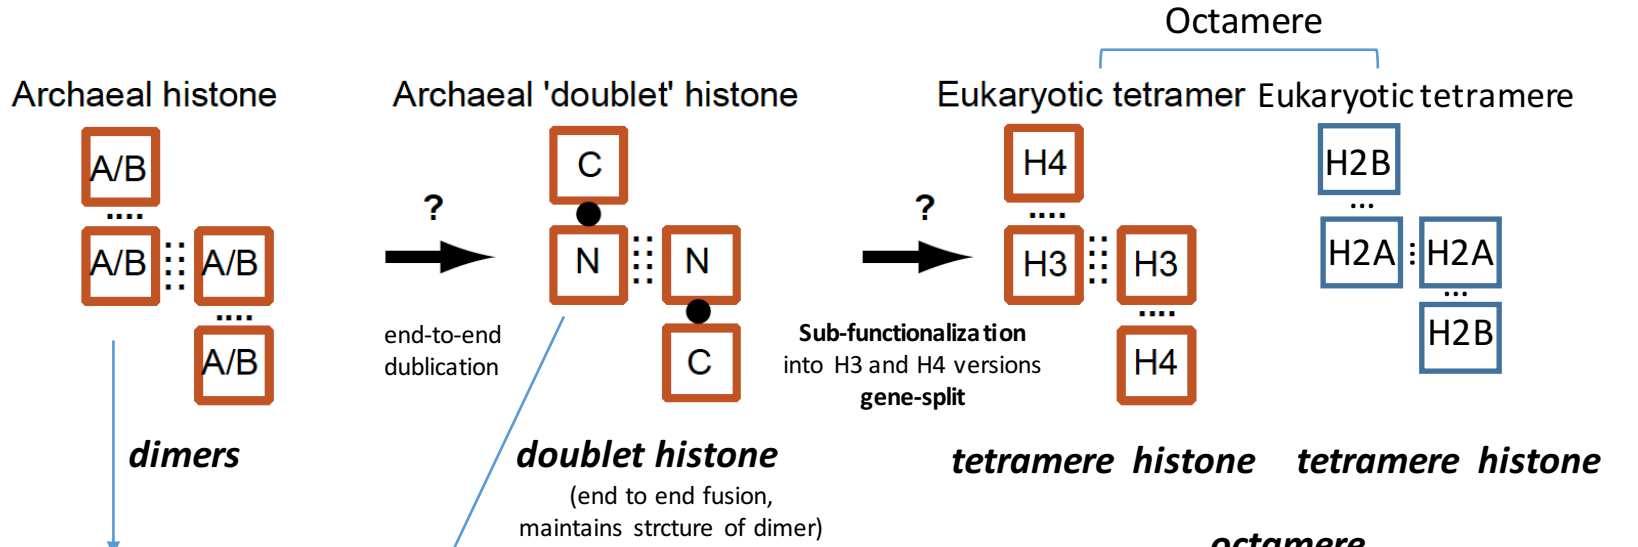 Octamere
Archaeal histone
Archaeal 'doublet' histone
Eukaryotic tetramer
Eukaryotic tetramere
A/B
A/B
A/B
A/B
?
end-to-end
dublication
C
N
N
C
?
Sub-functionalization
into H3 and H4 versions
gene-split
H4
H3
H3
H4
H2B
H2A
H2A
H2B
dimers
doublet histone
(end to end fusion,
maintains strcture of dimer)
tetramere histone
tetramere histone
octamere